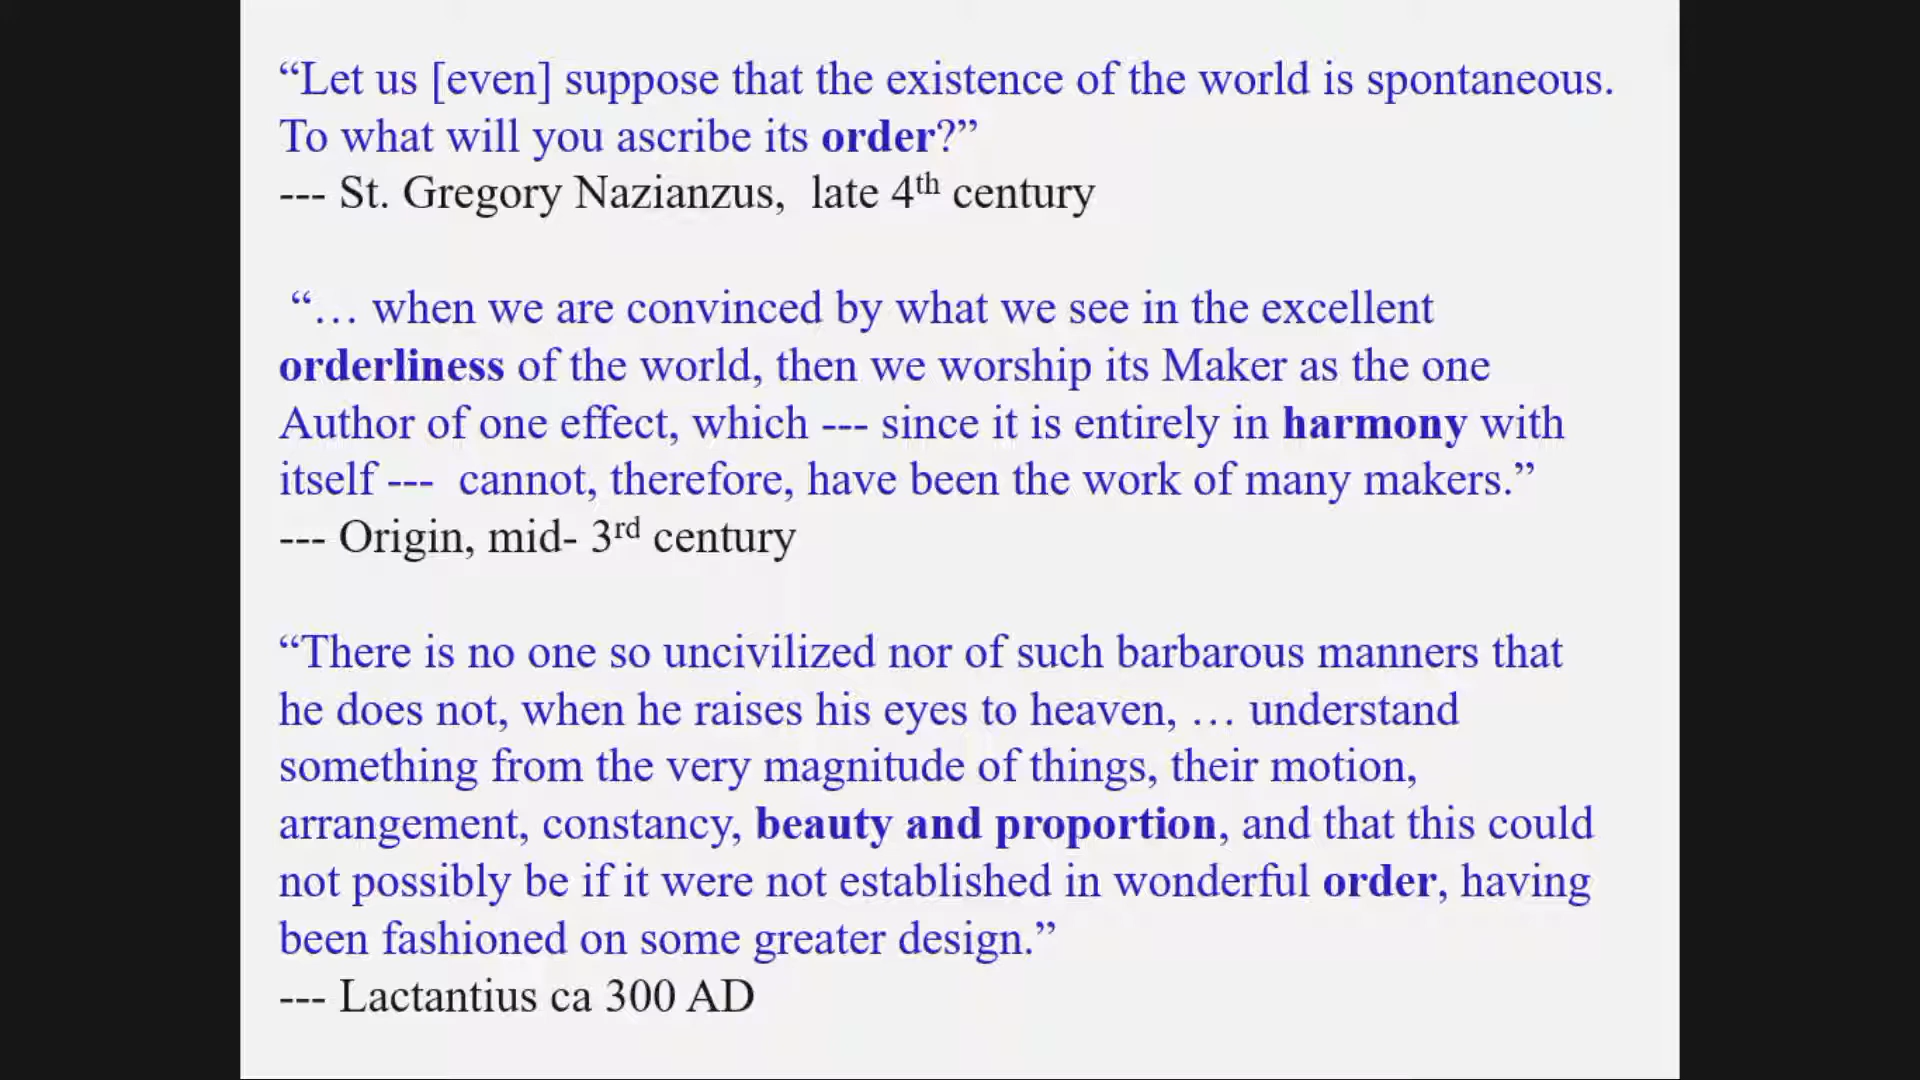 “Let us [even] suppose that the existence of the world is spontaneous.
To what will you ascribe its order?”
--- St. Gregory Nazianzus,  late 4th century
“… when we are convinced by what we see in the excellent
orderliness of the world, then we worship its Maker as the one
Author of one effect, which --- since it is entirely in harmony with
itself ---  cannot, therefore, have been the work of many makers.”
--- Origin, mid- 3rd century
“There is no one so uncivilized nor of such barbarous manners that
he does not, when he raises his eyes to heaven, … understand
something from the very magnitude of things, their motion,
arrangement, constancy, beauty and proportion, and that this could
not possibly be if it were not established in wonderful order, having
been fashioned on some greater design.”
--- Lactantius ca 300 AD